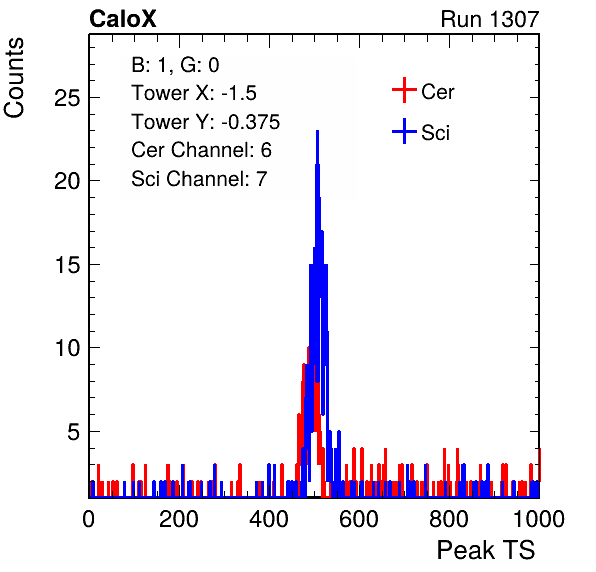 CaloX Run 1307
B: 1, G: 0
Tower X: -1.5
Tower Y: -0.375
Cer Channel: 6
Sci Channel: 7
Cer
Sci
Counts
25
20
15
10
5
0 200 400 600 800 1000
Peak TS